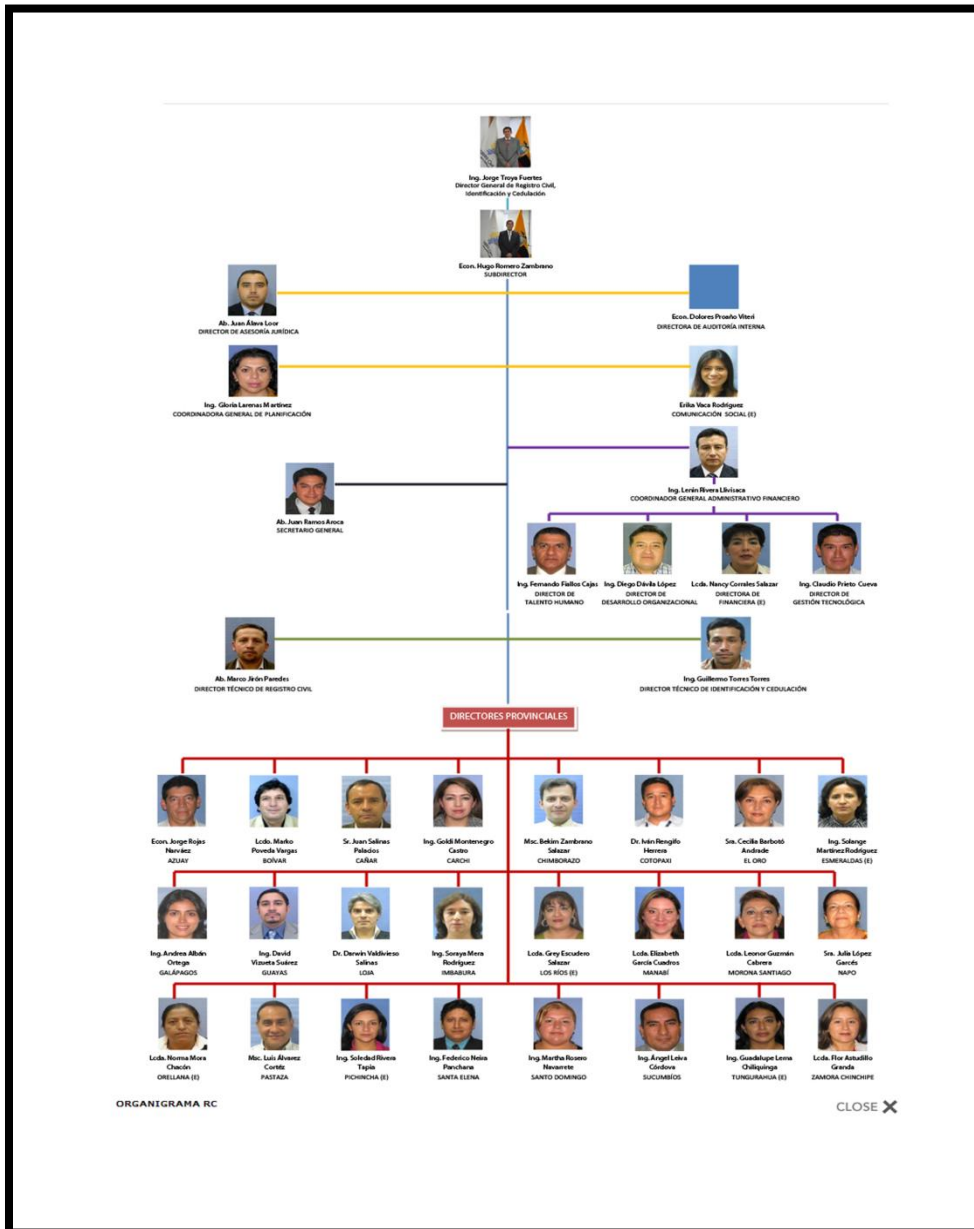 Ing. Jorge Troya Fuertes
Director General de Registro Civil,
Identificación y Cedulación
Econ. Hugo Romero Zambrano
SUBDIRECTOR
Ab. Juan Álava Loor
DIRECTOR DE ASESORÍA JURÍDICA
Econ. Dolores Proaño Viteri
DIRECTORA DE AUDITORÍA INTERNA
Ing. Gloria Larenas Martínez
COORDINADORA GENERAL DE PLANIFICACIÓN
Erika Vaca Rodríguez
COMUNICACIÓN SOCIAL (E)
Ing. Lenin Rivera Llivisaca
COORDINADOR GENERAL ADMINISTRATIVO FINANCIERO
Ab. Juan Ramos Aroca
SECRETARIO GENERAL
Ing. Fernando Fiallos Cajas
DIRECTOR DE
TALENTO HUMANO
Ing. Diego Dávila López
DIRECTOR DE
DESARROLLO ORGANIZACIONAL
Lcda. Nancy Corrales Salazar
DIRECTORA DE
FINANCIERA (E)
Ing. Claudio Prieto Cueva
DIRECTOR DE
GESTIÓN TECNOLÓGICA
Ab. Marco Jirón Paredes
DIRECTOR TÉCNICO DE REGISTRO CIVIL
Ing. Guillermo Torres Torres
DIRECTOR TÉCNICO DE IDENTIFICACIÓN Y CEDULACIÓN
DIRECTORES PROVINCIALES
Econ. Jorge Rojas
Narváez
AZUAY
Lcdo. Marko
Poveda Vargas
BOÍVAR
Sr. Juan Salinas
Palacios
CAÑAR
Ing. Goldi Montenegro
Castro
CARCHI
Msc. Bekim Zambrano
Salazar
CHIMBORAZO
Dr. Iván Rengifo
Herrera
COTOPAXI
Sra. Cecilia Barbotó
Andrade
EL ORO
Ing. Solange
Martínez Rodríguez
ESMERALDAS (E)
Ing. Andrea Albán
Ortega
GALÁPAGOS
Ing. David
Vizueta Suárez
GUAYAS
Dr. Darwin Valdivieso
Salinas
LOJA
Ing. Soraya Mera
Rodríguez
IMBABURA
Lcda. Grey Escudero
Salazar
LOS RÍOS (E)
Lcda. Elizabeth
García Cuadros
MANABÍ
Lcda. Leonor Guzmán
Cabrera
MORONA SANTIAGO
Sra. Julia López
Garcés
NAPO
Lcda. Norma Mora
Chacón
ORELLANA (E)
Msc. Luis Álvarez
Cortéz
PASTAZA
Ing. Soledad Rivera
Tapia
PICHINCHA (E)
Ing. Federico Neira
Panchana
SANTA ELENA
Ing. Martha Rosero
Navarrete
SANTO DOMINGO
Ing. Ángel Leiva
Córdova
SUCUMBÍOS
Ing. Guadalupe Lema
Chiliquinga
TUNGURAHUA (E)
Lcda. Flor Astudillo
Granda
ZAMORA CHINCHIPE
ORGANIGRAMA RC
CLOSE